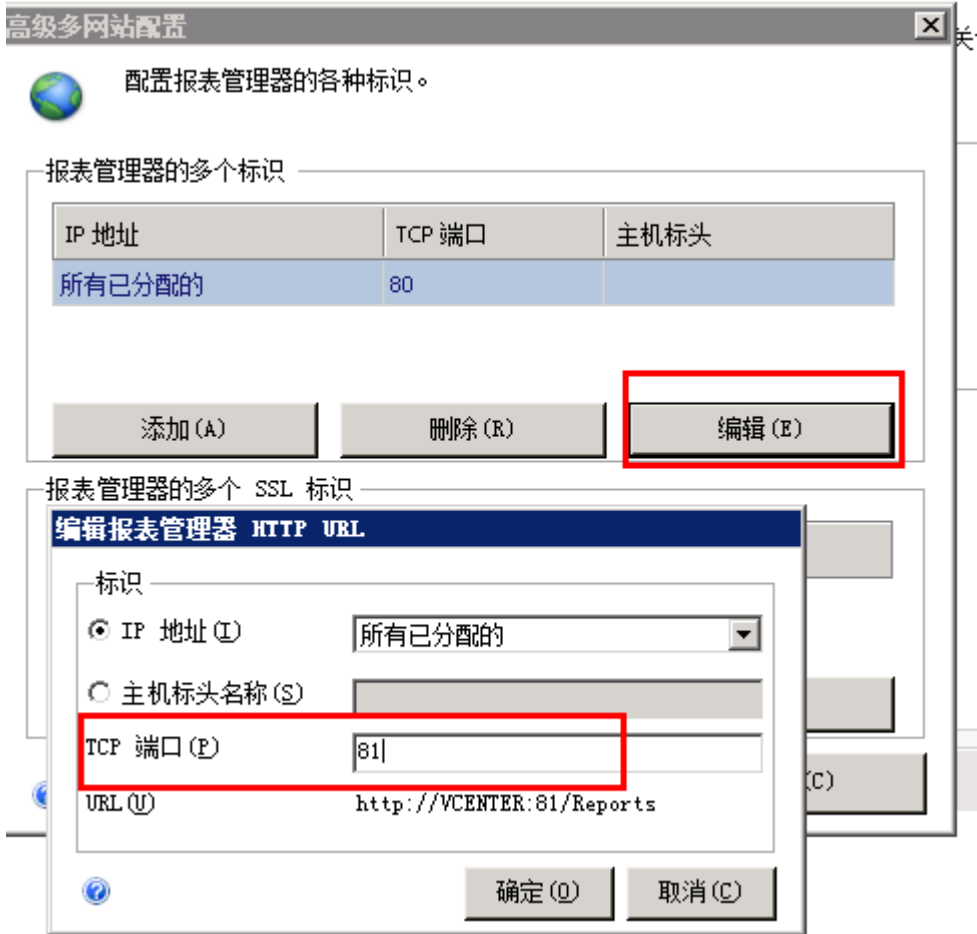 高级多网站配置
关
配置报表管理器的各种标识。
报表管理器的多个标识
IP 地址 TCP 端口 主机标头
所有已分配的 80
添加(A) 删除(R) 编辑(E)
报表管理器的多个 SSL 标识
编辑报表管理器 HTTP URL
标识
IP 地址(I) 所有已分配的
主机标头名称(S)
TCP 端口(P) 81
(C)
URL(U) http://VCENTER:81/Reports
确定(O) 取消(C)